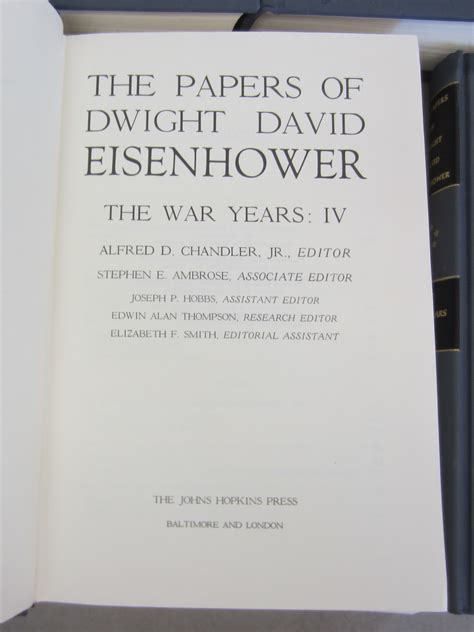 THE PAPERS OF
DWIGHT DAVID
EISENHOWER
THE WAR YEARS: IV
ALFRED D. CHANDLER, JR., EDITOR
STEPHEN E. AMBROSE, ASSOCIATE EDITOR
JOSEPH P. HOBBS, ASSISTANT EDITOR
EDWIN ALAN THOMPSON, RESEARCH EDITOR
ELIZABETH F. SMITH, EDITORIAL ASSISTANT
THE JOHNS HOPKINS PRESS
BALTIMORE AND LONDON